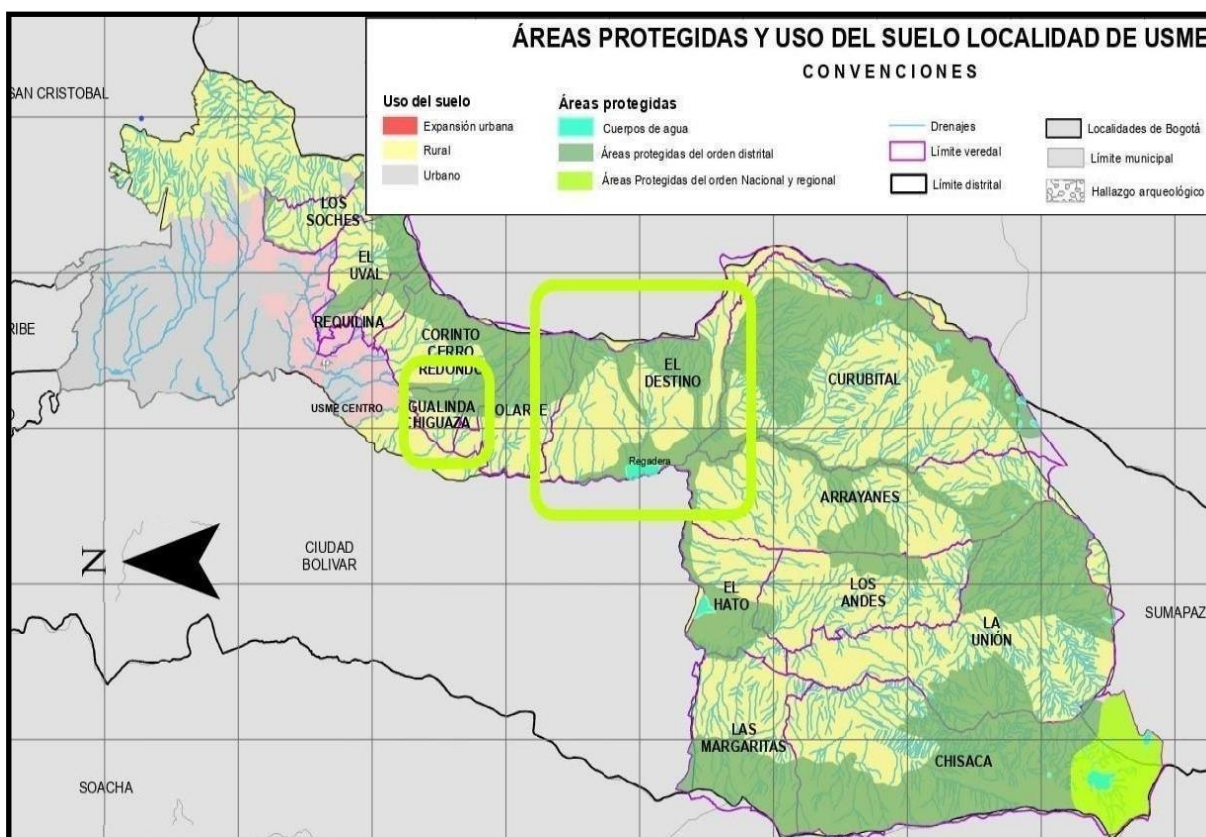 ÁREAS PROTEGIDAS Y USO DEL SUELO LOCALIDAD DE USME
CONVENCIONES
Uso del suelo
Expansión urbana
Rural
Urbano
Áreas protegidas
Cuerpos de agua
Áreas protegidas del orden distrital
Áreas Protegidas del orden Nacional y regional
Drenajes
Límite veredal
Límite distrital
Localidades de Bogotá
Límite municipal
Hallazgo arqueológico
SAN CRISTOBAL
LOS
SOCHES
EL
UVAL
RIBE
REQUILINA
CORINTO
CERRO
REDONDO
EL
DESTINO
CURUBITAL
USME CENTRO
GUALINDA
CHIGUAZA
OLARTE
Regadera
ARRAYANES
N
CIUDAD
BOLIVAR
EL
HATO
LOS
ANDES
LA
UNIÓN
SUMAPAZ
LAS
MARGARITAS
CHISACA
SOACHA